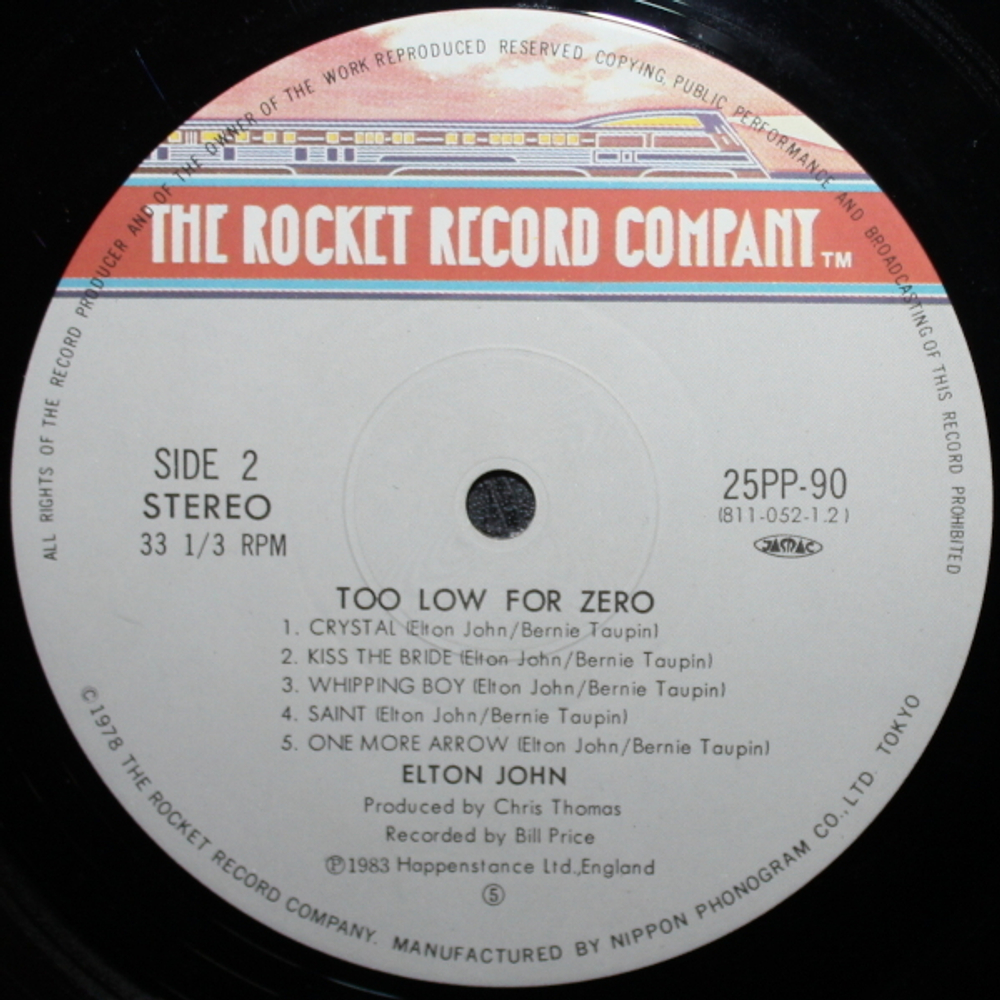 ALL RIGHTS OF THE RECORD PRODUCER AND OF THE OWNER OF THE WORK REPRODUCED RESERVED. COPYING, PUBLIC PERFORMANCE AND BROADCASTING OF THIS RECORD PROHIBITED
THE ROCKET RECORD COMPANY TM
SIDE 2
STEREO
33 1/3 RPM
25PP-90
(811-052-1.2)
JASRAC
TOO LOW FOR ZERO
1. CRYSTAL (Elton John/Bernie Taupin)
2. KISS THE BRIDE (Elton John/Bernie Taupin)
3. WHIPPING BOY (Elton John/Bernie Taupin)
4. SAINT (Elton John/Bernie Taupin)
5. ONE MORE ARROW (Elton John/Bernie Taupin)
ELTON JOHN
Produced by Chris Thomas
Recorded by Bill Price
Ⓟ1983 Happenstance Ltd.,England
⑤
©1978 THE ROCKET RECORD COMPANY. MANUFACTURED BY NIPPON PHONOGRAM CO., LTD. TOKYO